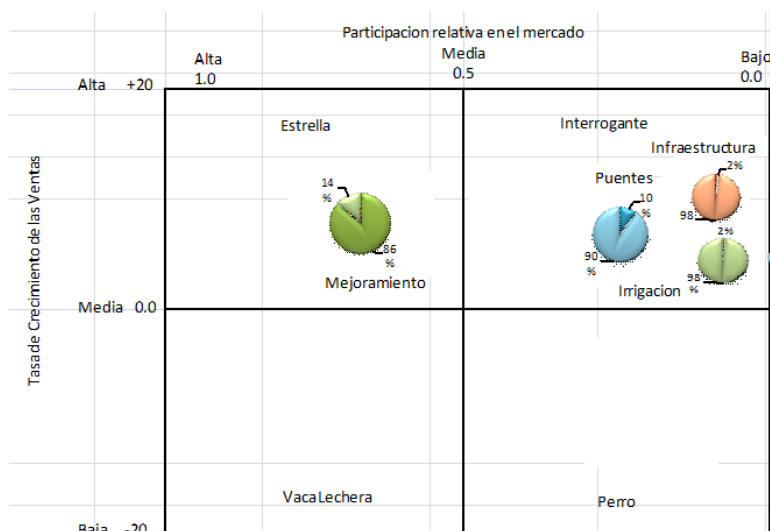 Participacion relativa en el mercado
Alta
Media
Bajo
1.0
0.5
0.0
Alta +20
Estrella
Interrogante
Infraestructura
2%
Puentes
14
%
10
%
98
2%
86
%
90
%
98
%
Mejoramiento
Irrigacion
Media 0.0
Tasa de Crecimiento de las Ventas
Vaca Lechera
Perro
Baja -20